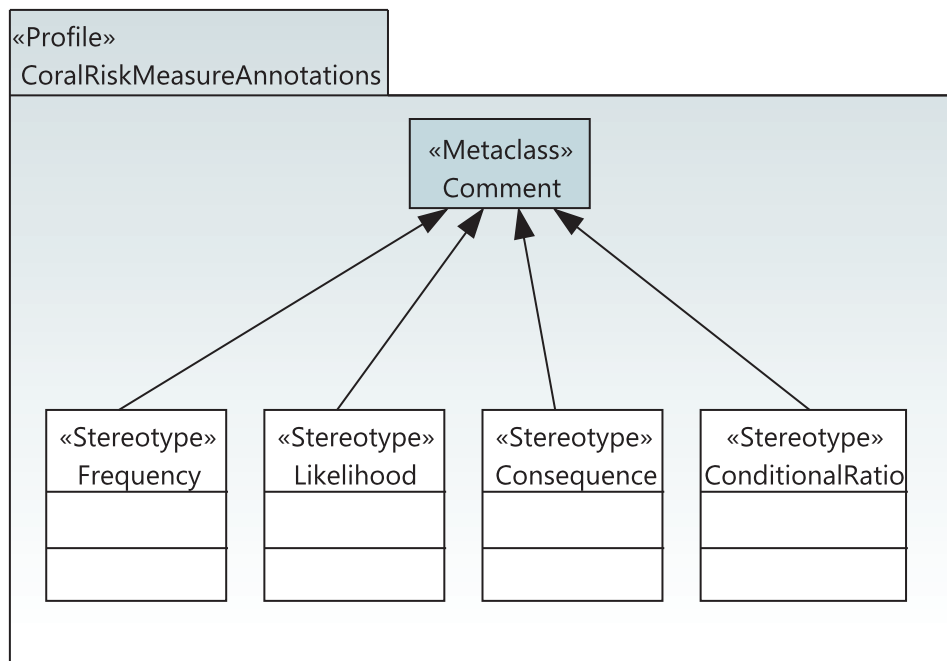 «Profile»
CoralRiskMeasureAnnotations
«Metaclass»
Comment
«Stereotype»
Frequency
«Stereotype»
Likelihood
«Stereotype»
Consequence
«Stereotype»
ConditionalRatio